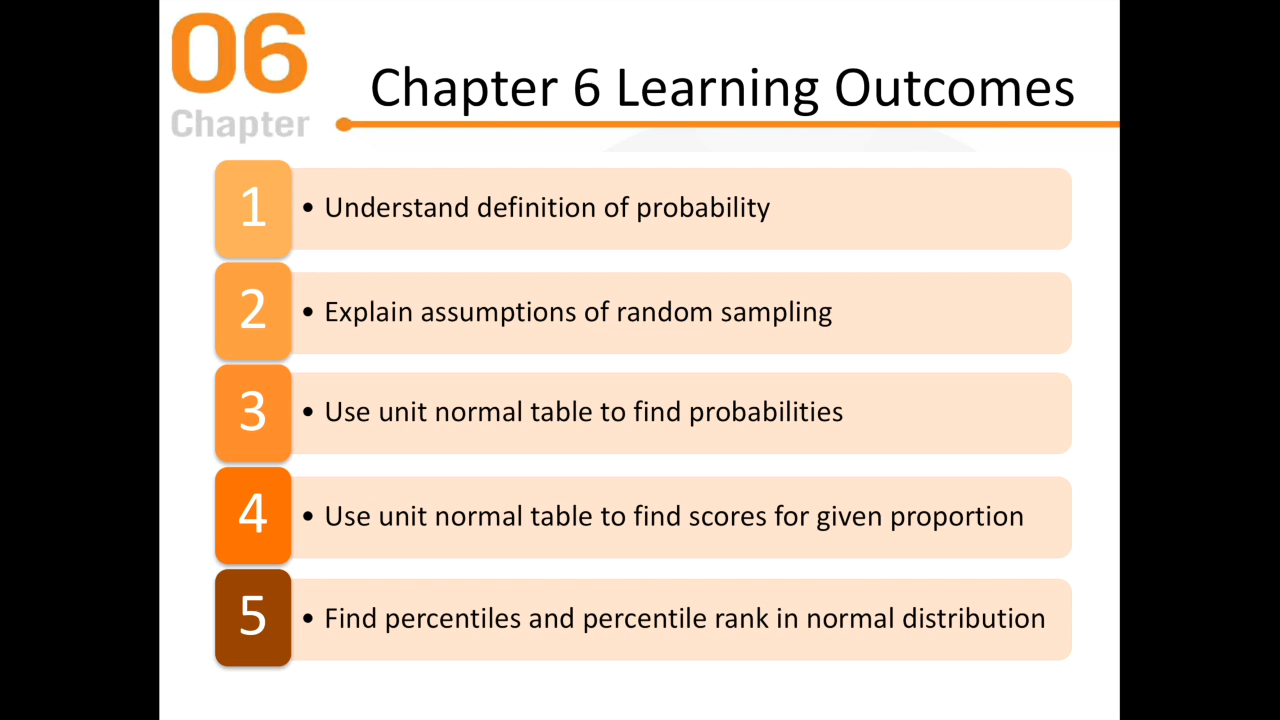 06
Chapter
Chapter 6 Learning Outcomes
1
• Understand definition of probability
2
• Explain assumptions of random sampling
3
• Use unit normal table to find probabilities
4
• Use unit normal table to find scores for given proportion
5
• Find percentiles and percentile rank in normal distribution